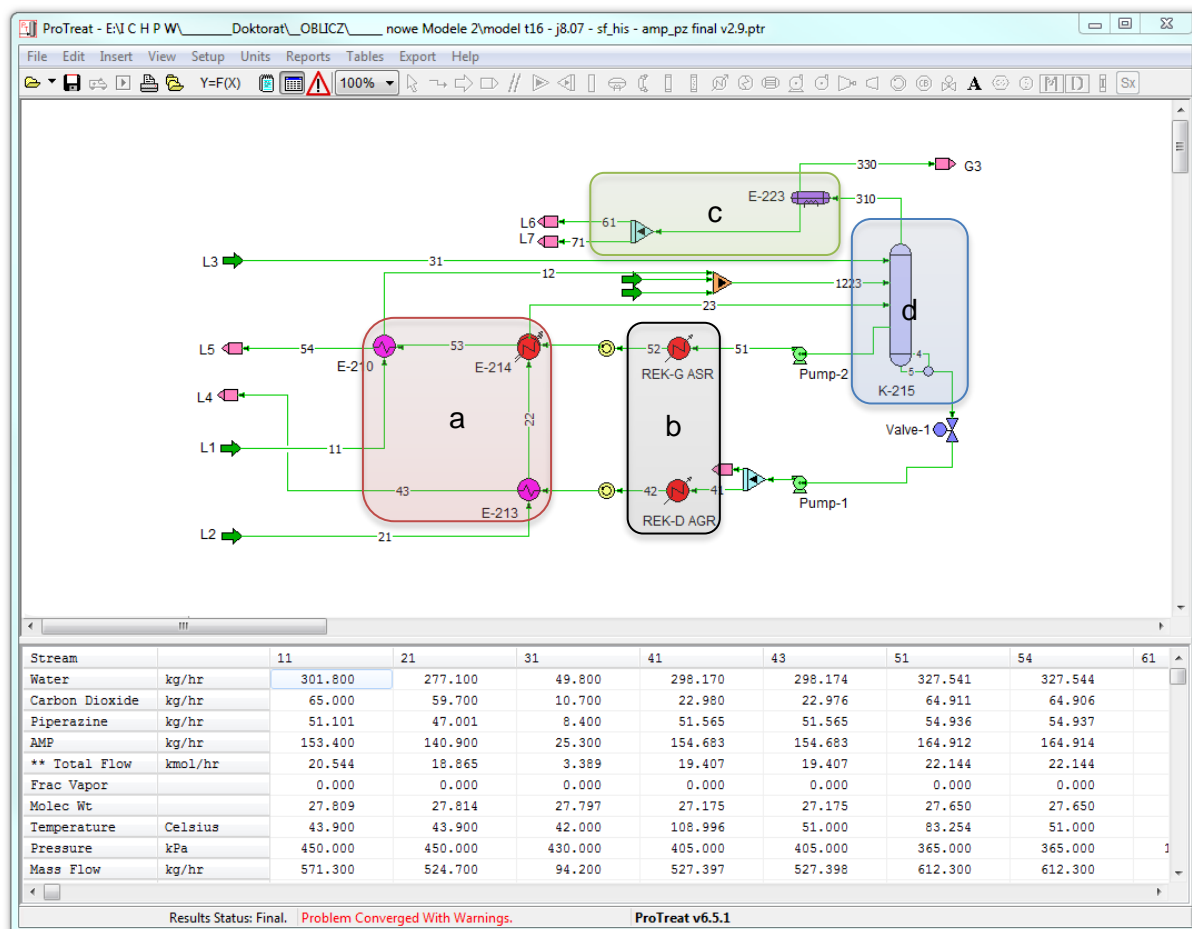 ProTreat - E:\I C H P W\_______Doktorat\__OBLICZ\_____ nowe Modele 2\model t16 - j8.07 - sf_his - amp_pz final v2.9.ptr
File Edit Insert View Setup Units Reports Tables Export Help
Y=F(X) 100% A CB M D Sx
330 G3
E-223 310
c
L6 61
L7 71
L3 31
12
1223
23
d
L5 54 53 52 51
E-210 E-214 REK-G ASR Pump-2 4
5
K-215
L4
a 22 b
Valve-1
L1 11
43 42 41
E-213 REK-D AGR Pump-1
L2 21
Stream 11 21 31 41 43 51 54 61
Water kg/hr 301.800 277.100 49.800 298.170 298.174 327.541 327.544
Carbon Dioxide kg/hr 65.000 59.700 10.700 22.980 22.976 64.911 64.906
Piperazine kg/hr 51.101 47.001 8.400 51.565 51.565 54.936 54.937
AMP kg/hr 153.400 140.900 25.300 154.683 154.683 164.912 164.914
** Total Flow kmol/hr 20.544 18.865 3.389 19.407 19.407 22.144 22.144
Frac Vapor 0.000 0.000 0.000 0.000 0.000 0.000 0.000
Molec Wt 27.809 27.814 27.797 27.175 27.175 27.650 27.650
Temperature Celsius 43.900 43.900 42.000 108.996 51.000 83.254 51.000
Pressure kPa 450.000 450.000 430.000 405.000 405.000 365.000 365.000 1
Mass Flow kg/hr 571.300 524.700 94.200 527.397 527.398 612.300 612.300
Results Status: Final. Problem Converged With Warnings. ProTreat v6.5.1